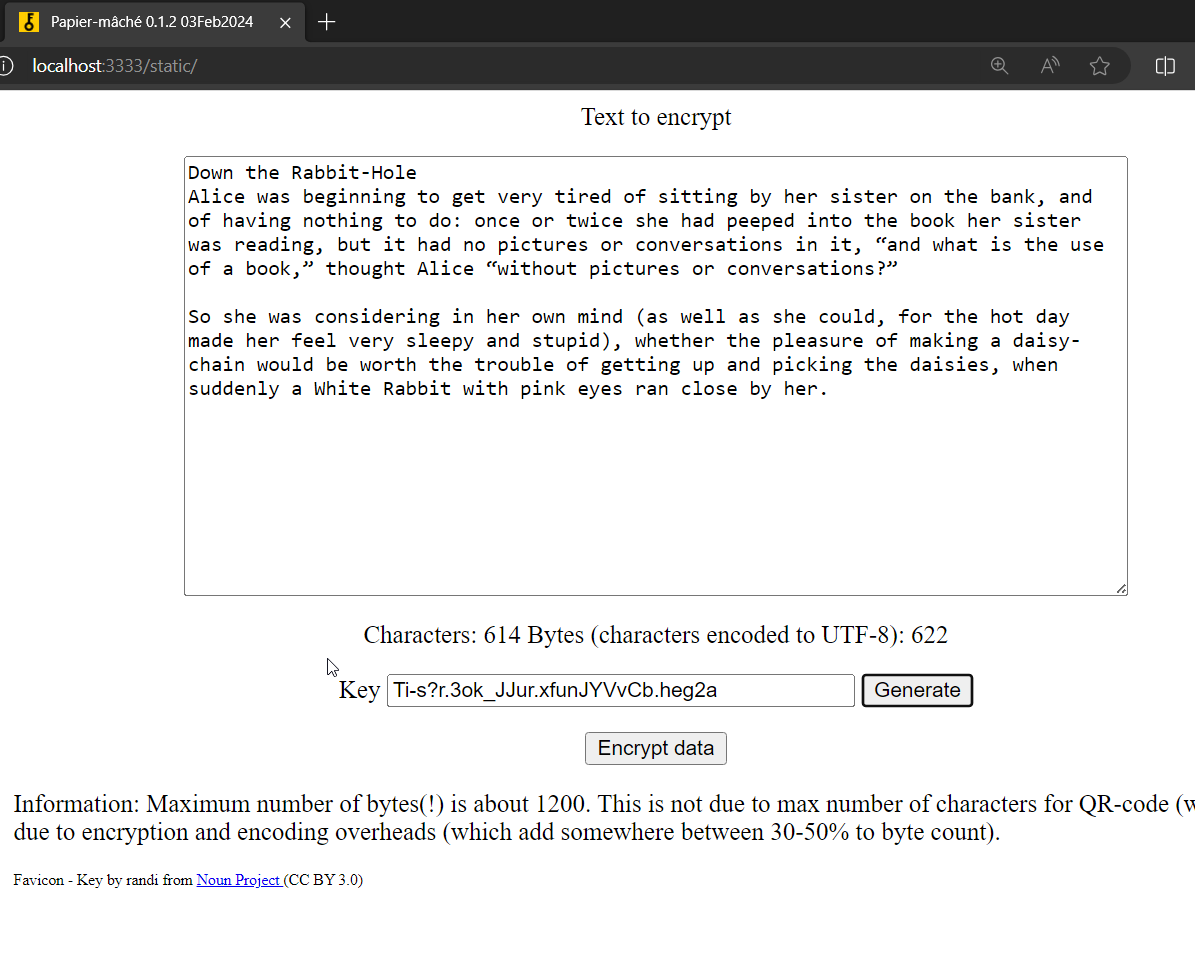 Papier-mâché 0.1.2 03Feb2024
localhost:3333/static/
Text to encrypt
Down the Rabbit-Hole
Alice was beginning to get very tired of sitting by her sister on the bank, and
of having nothing to do: once or twice she had peeped into the book her sister
was reading, but it had no pictures or conversations in it, “and what is the use
of a book,” thought Alice “without pictures or conversations?”

So she was considering in her own mind (as well as she could, for the hot day
made her feel very sleepy and stupid), whether the pleasure of making a daisy-
chain would be worth the trouble of getting up and picking the daisies, when
suddenly a White Rabbit with pink eyes ran close by her.
Characters: 614 Bytes (characters encoded to UTF-8): 622
Key Ti-s?r.3ok_JJur.xfunJYVvCb.heg2a Generate
Encrypt data
Information: Maximum number of bytes(!) is about 1200. This is not due to max number of characters for QR-code (
due to encryption and encoding overheads (which add somewhere between 30-50% to byte count).
Favicon - Key by randi from Noun Project (CC BY 3.0)